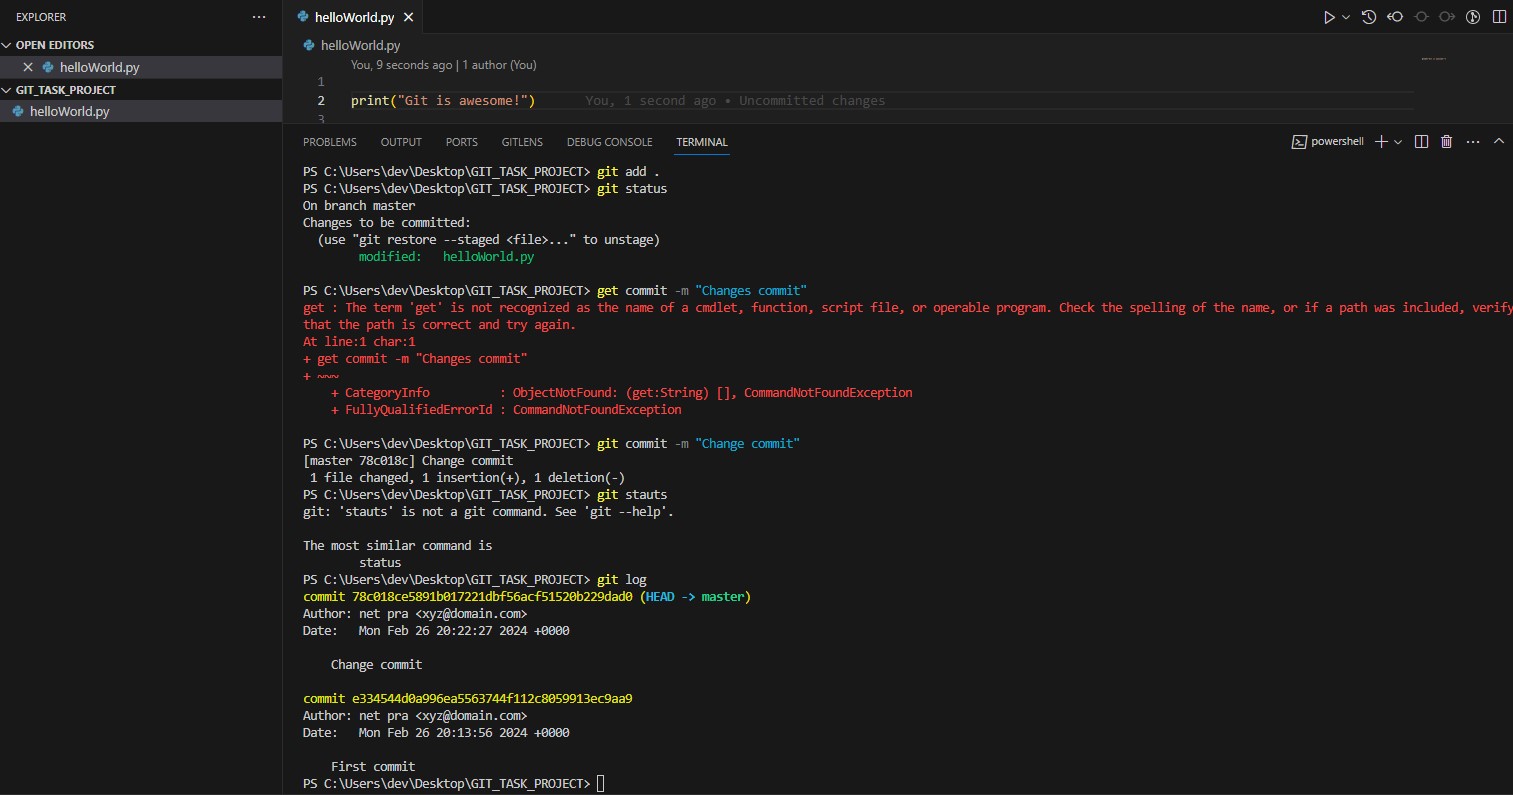 EXPLORER
OPEN EDITORS
helloWorld.py
GIT_TASK_PROJECT
helloWorld.py
helloWorld.py
helloWorld.py
You, 9 seconds ago | 1 author (You)
1
2 print("Git is awesome!") You, 1 second ago • Uncommitted changes
3
PROBLEMS OUTPUT PORTS GITLENS DEBUG CONSOLE TERMINAL
powershell
PS C:\Users\dev\Desktop\GIT_TASK_PROJECT> git add .
PS C:\Users\dev\Desktop\GIT_TASK_PROJECT> git status
On branch master
Changes to be committed:
  (use "git restore --staged <file>..." to unstage)
        modified:   helloWorld.py
PS C:\Users\dev\Desktop\GIT_TASK_PROJECT> get commit -m "Changes commit"
get : The term 'get' is not recognized as the name of a cmdlet, function, script file, or operable program. Check the spelling of the name, or if a path was included, verify
that the path is correct and try again.
At line:1 char:1
+ get commit -m "Changes commit"
+ ~~~
    + CategoryInfo          : ObjectNotFound: (get:String) [], CommandNotFoundException
    + FullyQualifiedErrorId : CommandNotFoundException
PS C:\Users\dev\Desktop\GIT_TASK_PROJECT> git commit -m "Change commit"
[master 78c018c] Change commit
 1 file changed, 1 insertion(+), 1 deletion(-)
PS C:\Users\dev\Desktop\GIT_TASK_PROJECT> git stauts
git: 'stauts' is not a git command. See 'git --help'.
The most similar command is
        status
PS C:\Users\dev\Desktop\GIT_TASK_PROJECT> git log
commit 78c018ce5891b017221dbf56acf51520b229dad0 (HEAD -> master)
Author: net pra <xyz@domain.com>
Date:   Mon Feb 26 20:22:27 2024 +0000
    Change commit
commit e334544d0a996ea5563744f112c8059913ec9aa9
Author: net pra <xyz@domain.com>
Date:   Mon Feb 26 20:13:56 2024 +0000
    First commit
PS C:\Users\dev\Desktop\GIT_TASK_PROJECT>